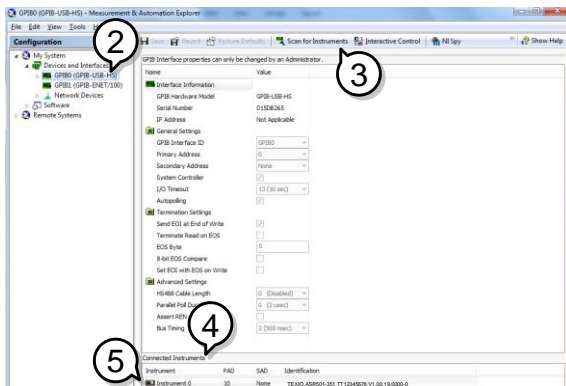 GPIB0 (GPIB-USB-HS) - Measurement & Automation Explorer
File Edit View Tools
Configuration
2
Save Revert Restore Defaults Scan for Instruments Interactive Control NI Spy Show Help
3
My System
Devices and Interfaces
GPIB0 (GPIB-USB-HS)
GPIB1 (GPIB-ENET/100)
Network Devices
Software
Remote Systems
GPIB Interface properties can only be changed by an Administrator.
Name Value
Interface Information
GPIB Hardware Model GPIB-USB-HS
Serial Number 015DB265
IP Address Not Applicable
General Settings
GPIB Interface ID GPIB0
Primary Address 0
Secondary Address None
System Controller
I/O Timeout 13 (10 sec)
Autopolling
Termination Settings
Send EOI at End of Write
Terminate Read on EOS
EOS Byte 0
8-bit EOS Compare
Set EOI with EOS on Write
Advanced Settings
HS488 Cable Length 0 (Disabled)
Parallel Poll 0 (2 usec)
Assert REN
Bus Timing 2 (500 nsec)
4
Connected Instruments
5
Instrument PAD SAD Identification
Instrument 0 10 None TEXIO,ASR501-351,TT12345678,V1.00.19.0000-0